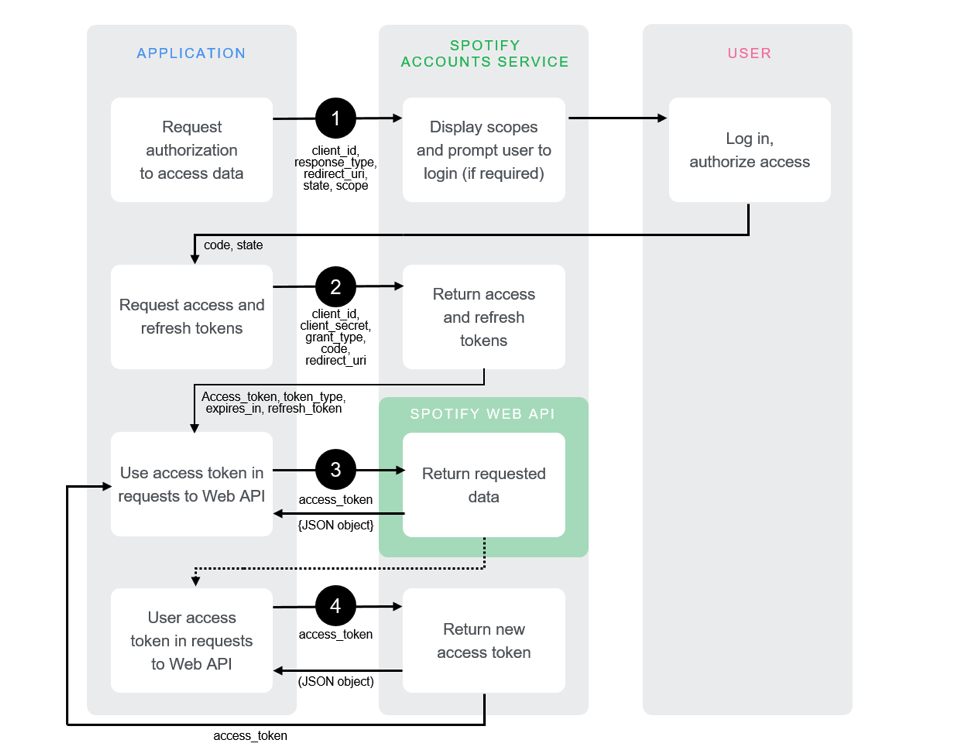 APPLICATION
SPOTIFY
ACCOUNTS SERVICE
USER
Request
authorization
to access data
1
client_id,
response_type,
redirect_uri,
state, scope
Display scopes
and prompt user to
login (if required)
Log in,
authorize access
code, state
Request access and
refresh tokens
2
client_id,
client_secret,
grant_type,
code,
redirect_uri
Return access
and refresh
tokens
Access_token, token_type,
expires_in, refresh_token
SPOTIFY WEB API
Use access token in
requests to Web API
3
access_token
{JSON object}
Return requested
data
User access
token in requests
to Web API
4
access_token
(JSON object)
Return new
access token
access_token